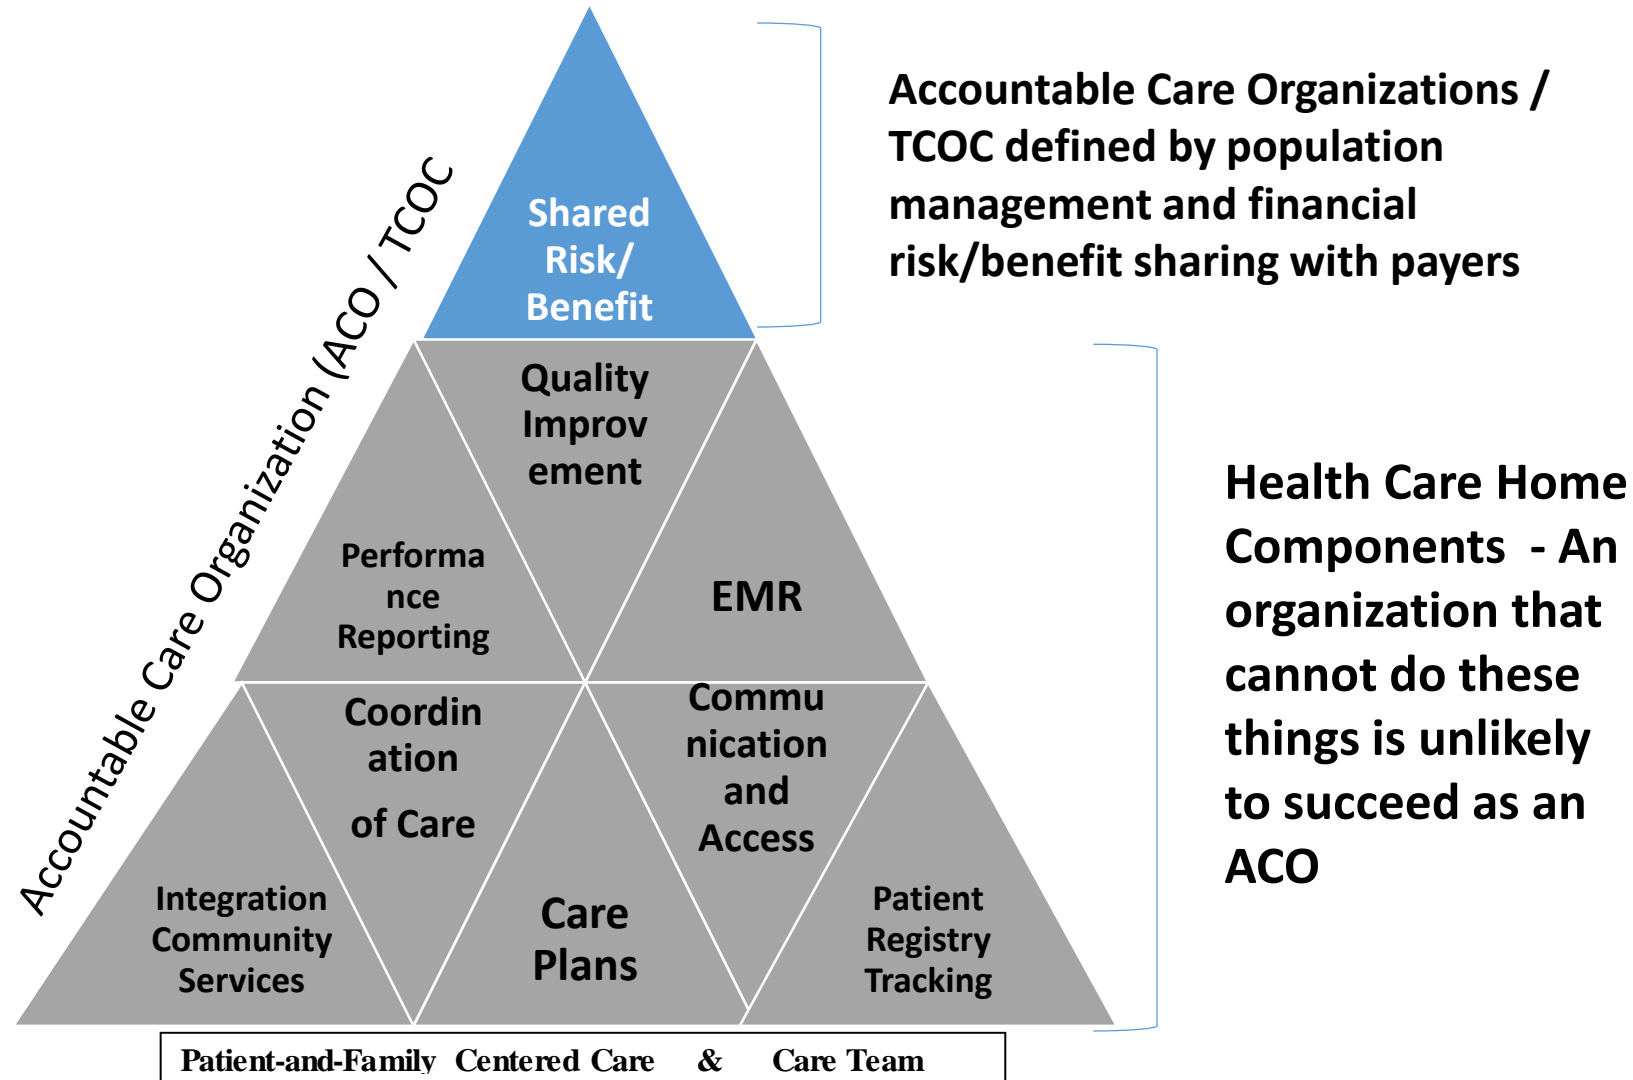 Accountable Care Organization (ACO / TCOC
Shared
Risk/
Benefit
Accountable Care Organizations /
TCOC defined by population
management and financial
risk/benefit sharing with payers
Quality
Improv
ement
Performa
nce
Reporting
EMR
Coordin
ation
of Care
Commu
nication
and
Access
Integration
Community
Services
Care
Plans
Patient
Registry
Tracking
Health Care Home
Components  - An
organization that
cannot do these
things is unlikely
to succeed as an
ACO
Patient-and-Family Centered Care & Care Team